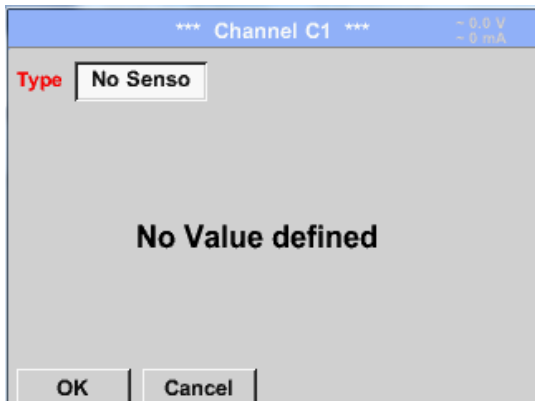 *** Channel C1 ***
~ 0.0 V
~ 0 mA
Type No Senso
No Value defined
OK Cancel